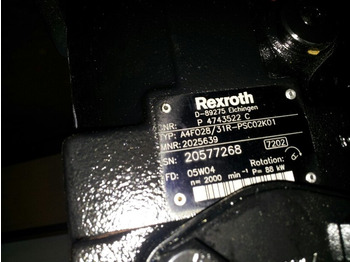 Rexroth
D-89275 Elchingen
NR: P 4743522 C
TYP: A4FO28/31R-PSC02K01
MNR: 2025639
SN: 20577268 7202
FD: 05W04 Rotation:
n= 2000 min⁻¹ P= 88 kW